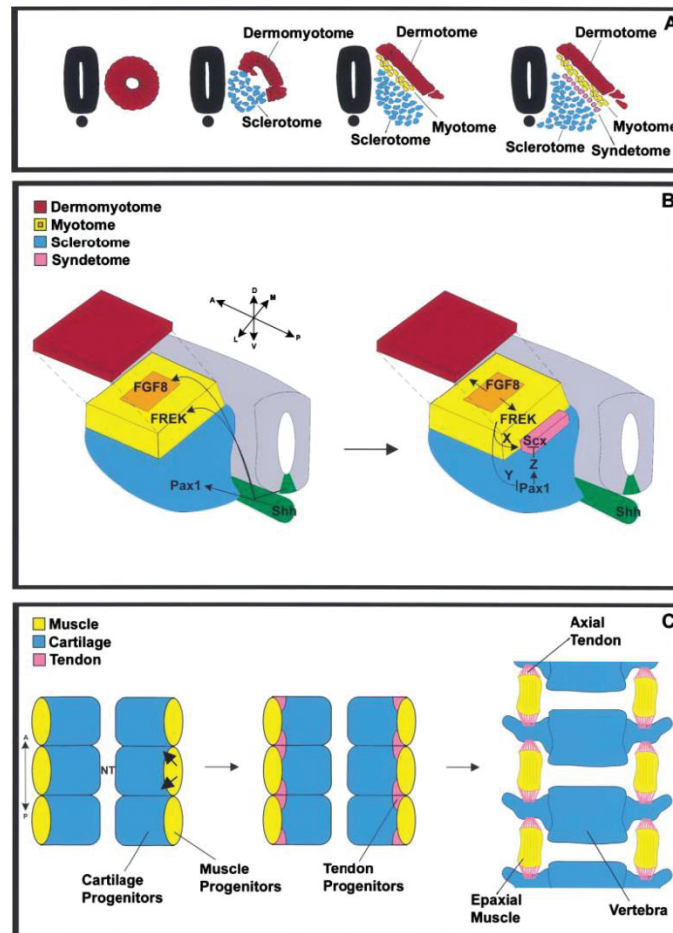 A
Dermomyotome
Sclerotome
Dermotome
Sclerotome
Myotome
Dermotome
Sclerotome
Myotome
Syndetome
B
Dermomyotome
Myotome
Sclerotome
Syndetome
A
D
M
L
V
P
FGF8
FREK
Pax1
Shh
FGF8
FREK
X
Scx
Z
Y
Pax1
Shh
C
Muscle
Cartilage
Tendon
A
P
NT
Cartilage
Progenitors
Muscle
Progenitors
Tendon
Progenitors
Axial
Tendon
Epaxial
Muscle
Vertebra